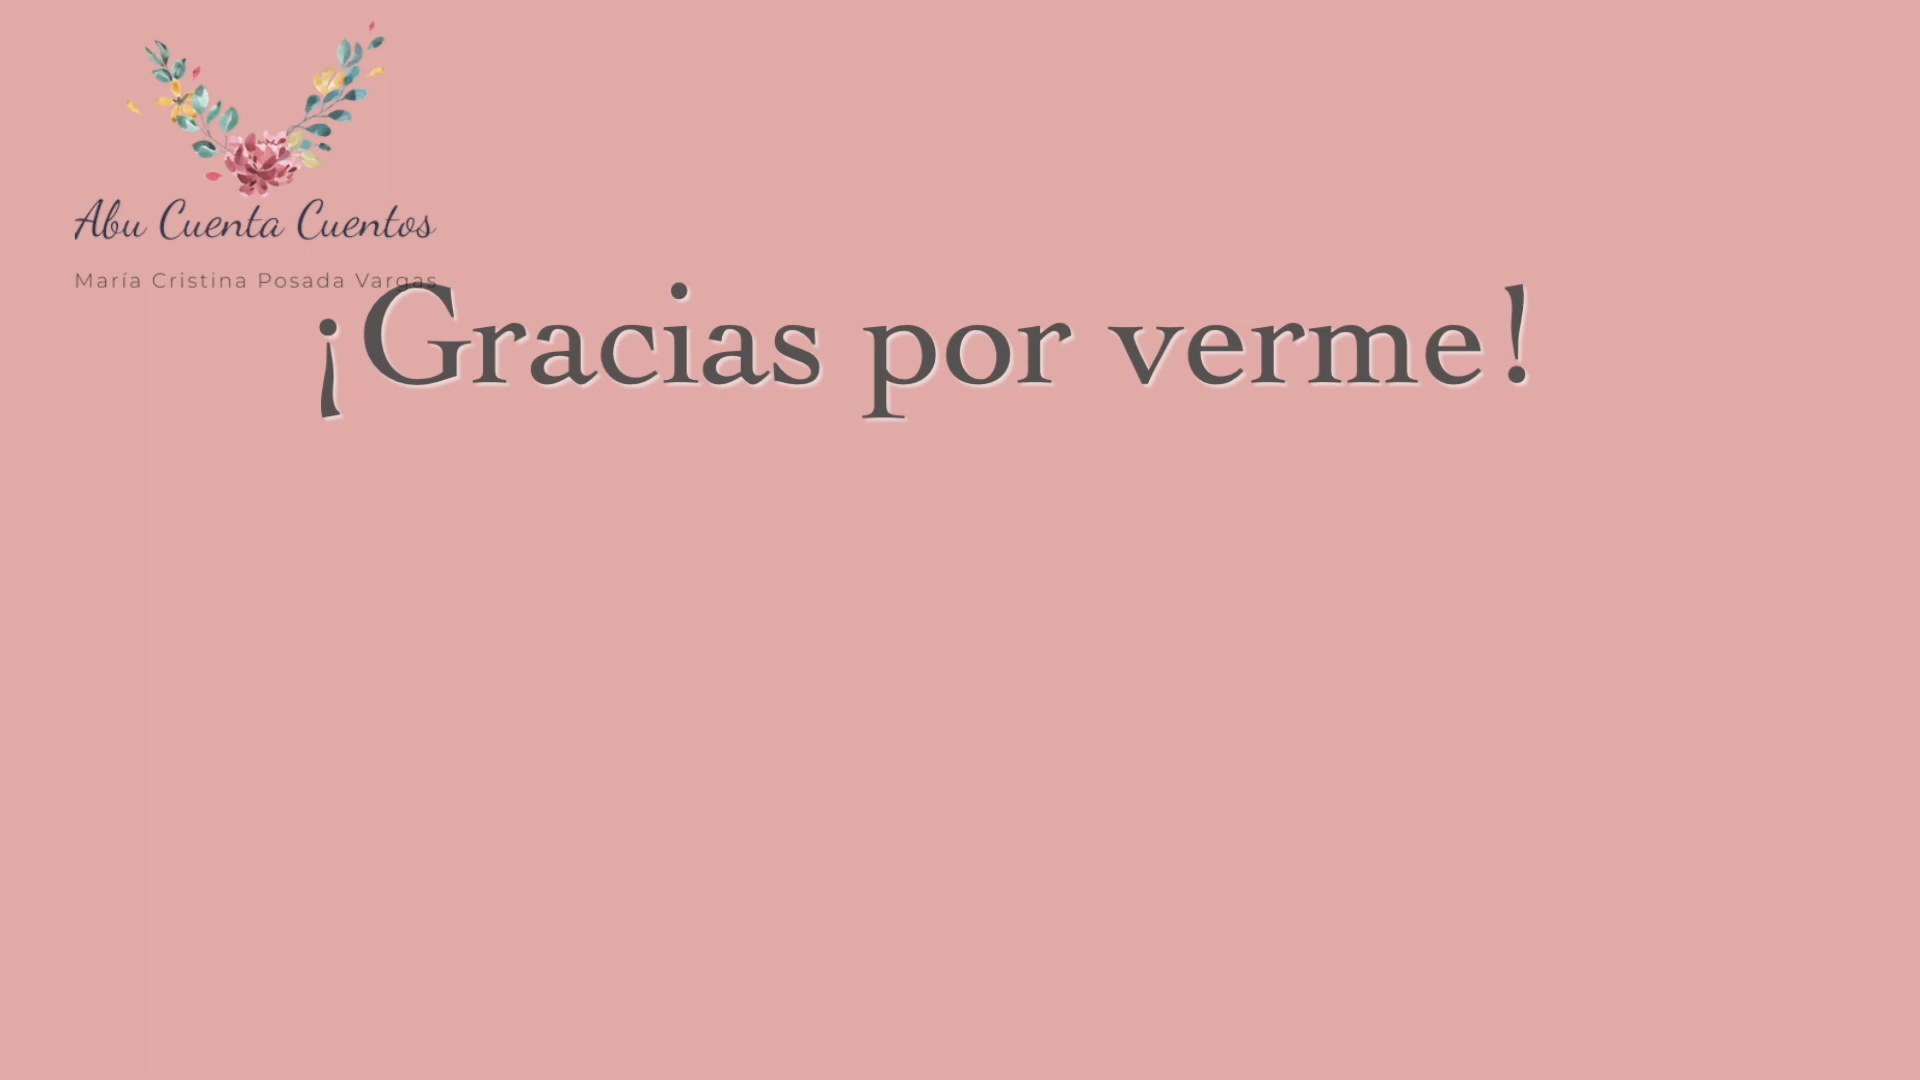 Abu Cuenta Cuentos
María Cristina Posada Vargas
¡Gracias por verme!